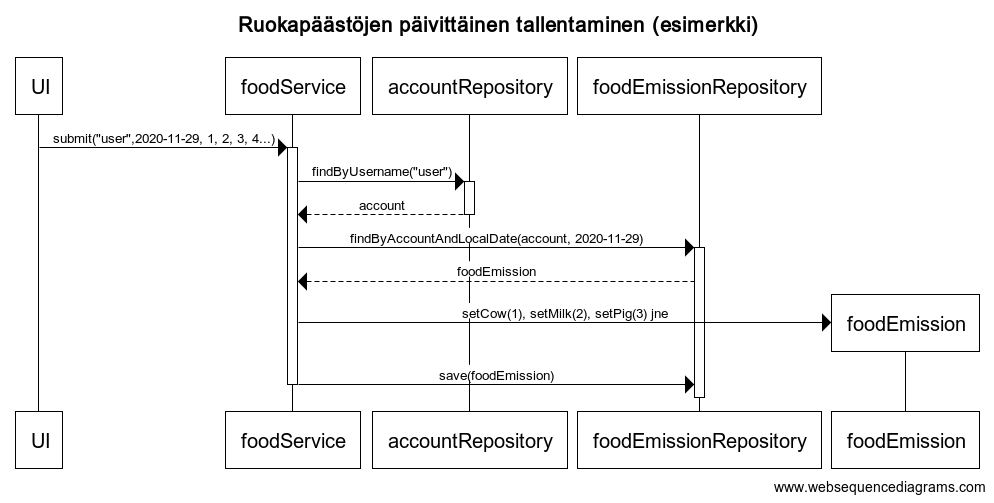 Ruokapäästöjen päivittäinen tallentaminen (esimerkki)
UI
foodService
accountRepository
foodEmissionRepository
submit("user",2020-11-29, 1, 2, 3, 4...)
findByUsername("user")
account
findByAccountAndLocalDate(account, 2020-11-29)
foodEmission
setCow(1), setMilk(2), setPig(3) jne
foodEmission
save(foodEmission)
UI
foodService
accountRepository
foodEmissionRepository
foodEmission
www.websequencediagrams.com